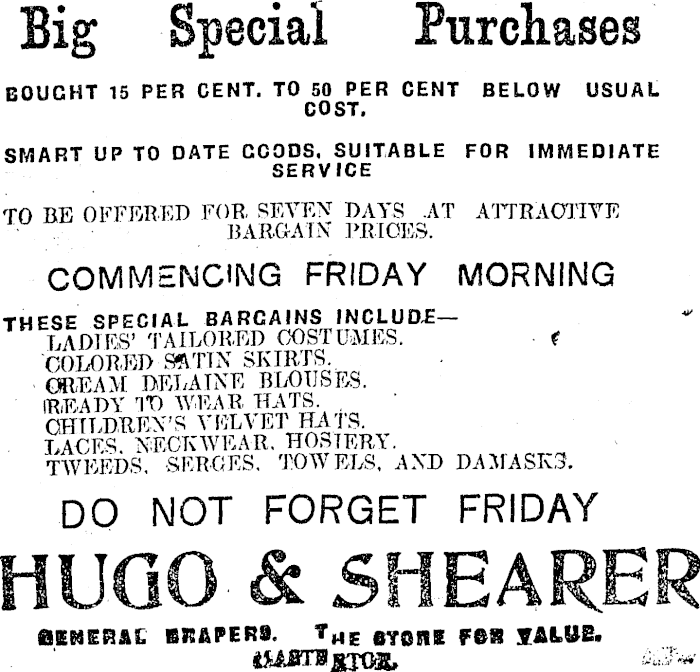 Big Special Purchases
BOUGHT 15 PER CENT. TO 50 PER CENT BELOW USUAL
COST.
SMART UP TO DATE GOODS, SUITABLE FOR IMMEDIATE
SERVICE
TO BE OFFERED FOR SEVEN DAYS AT ATTRACTIVE
BARGAIN PRICES.
COMMENCING FRIDAY MORNING
THESE SPECIAL BARGAINS INCLUDE—
LADIES' TAILORED COSTUMES.
COLORED SATIN SKIRTS.
CREAM DELAINE BLOUSES.
READY TO WEAR HATS.
CHILDREN'S VELVET HATS.
LACES, NECKWEAR, HOSIERY.
TWEEDS, SERGES, TOWELS, AND DAMASKS.
DO NOT FORGET FRIDAY
HUGO & SHEARER
GENERAL DRAPERS. THE STORE FOR VALUE.
MASTERTON.